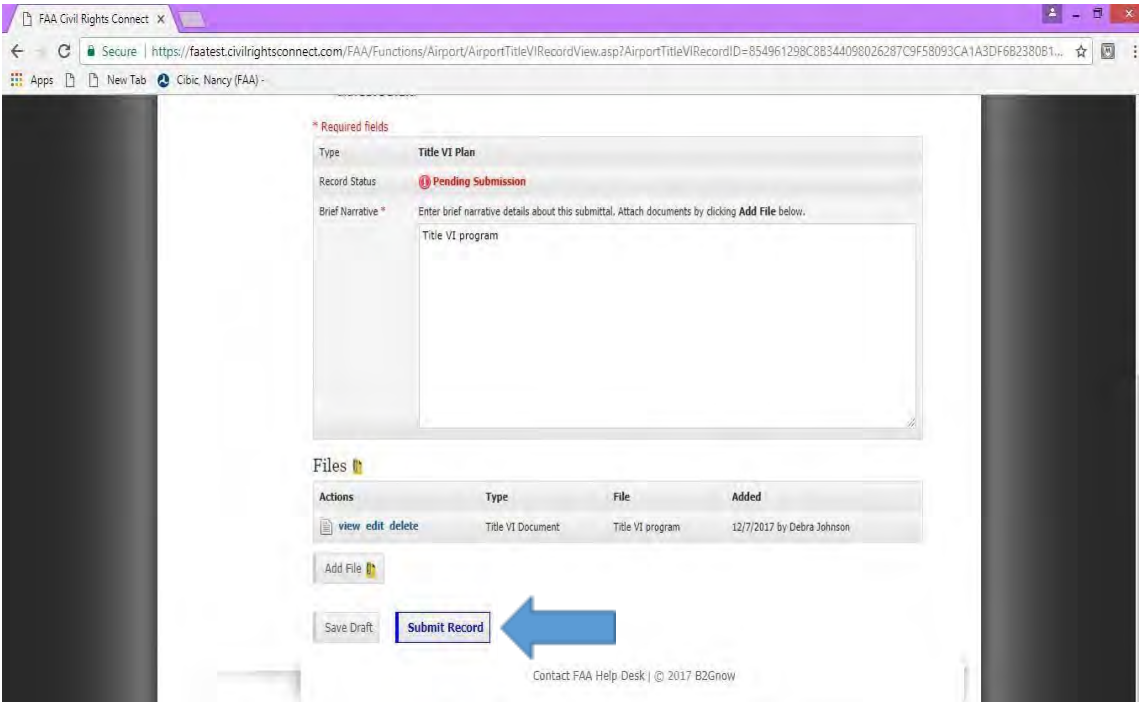 FAA Civil Rights Connect
Secure | https://faatest.civilrightsconnect.com/FAA/Functions/Airport/AirportTitleVIRecordView.asp?AirportTitleVIRecordID=854961298C8B344098026287C9F58093CA1A3DF6B2380B1...
Apps New Tab Cibic, Nancy (FAA) -
* Required fields
Type Title VI Plan
Record Status Pending Submission
Brief Narrative * Enter brief narrative details about this submittal. Attach documents by clicking Add File below.
Title VI program
Files
Actions Type File Added
view edit delete Title VI Document Title VI program 12/7/2017 by Debra Johnson
Add File
Save Draft Submit Record
Contact FAA Help Desk | © 2017 B2Gnow